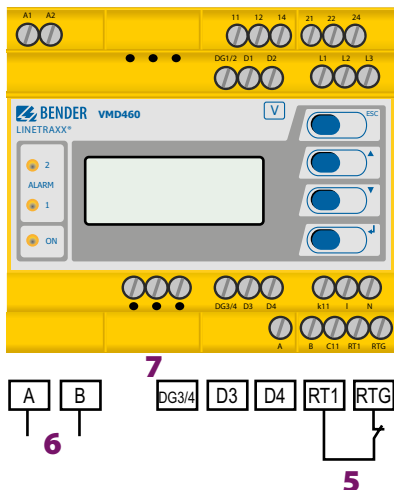 A1 A2 11 12 14 21 22 24
DG1/2 D1 D2 L1 L2 L3
BENDER VMD460 V ESC
LINETRAXX®
2
ALARM
1
ON
DG3/4 D3 D4 k11 I N
A B C11 RT1 RTG
7
A B DG3/4 D3 D4 RT1 RTG
6
5